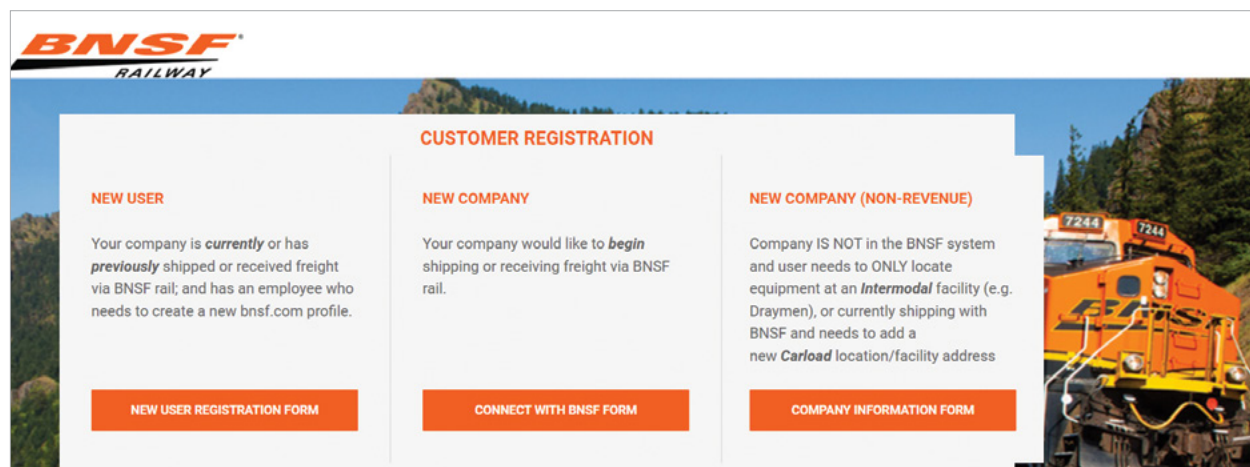 BNSF
RAILWAY
CUSTOMER REGISTRATION
NEW USER
Your company is currently or has
previously shipped or received freight
via BNSF rail; and has an employee who
needs to create a new bnsf.com profile.
NEW USER REGISTRATION FORM
NEW COMPANY
Your company would like to begin
shipping or receiving freight via BNSF
rail.
CONNECT WITH BNSF FORM
NEW COMPANY (NON-REVENUE)
Company IS NOT in the BNSF system
and user needs to ONLY locate
equipment at an Intermodal facility (e.g.
Draymen), or currently shipping with
BNSF and needs to add a
new Carload location/facility address
COMPANY INFORMATION FORM
7244
7244
BNS